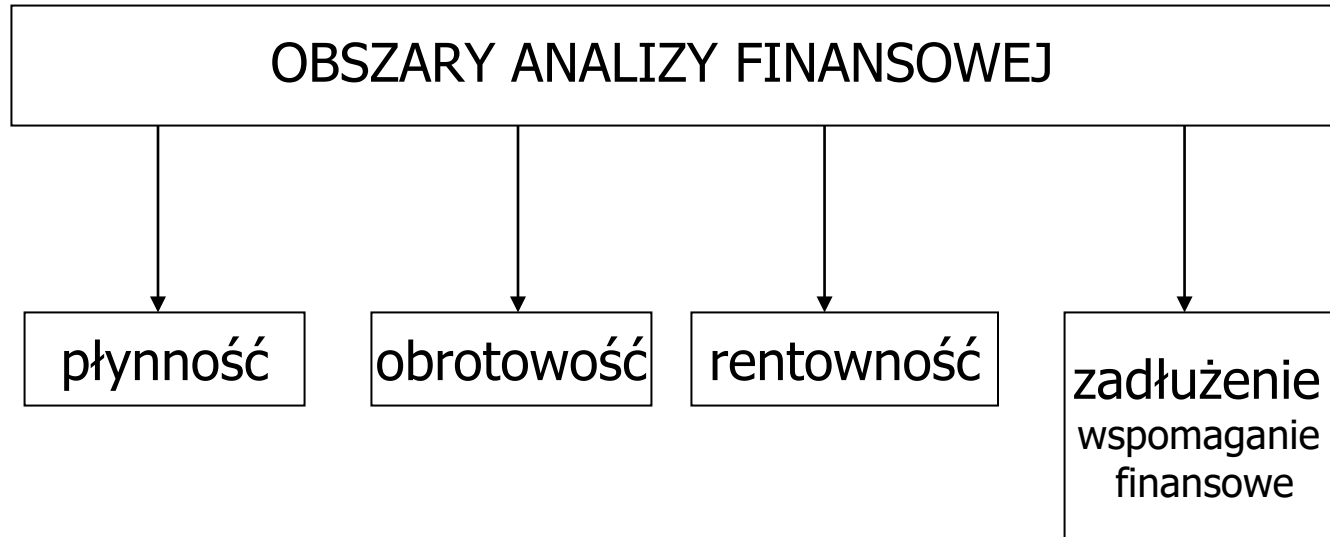 OBSZARY ANALIZY FINANSOWEJ
płynność
obrotowość
rentowność
zadłużenie
wspomaganie
finansowe